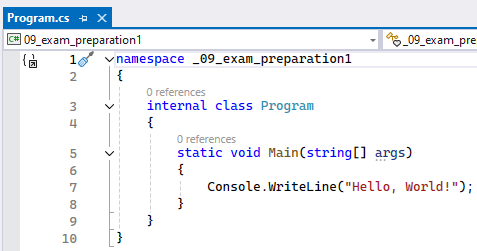 Program.cs
C# 09_exam_preparation1
_09_exam_pre
1 namespace _09_exam_preparation1
2 {
0 references
3 internal class Program
4 {
0 references
5 static void Main(string[] args)
6 {
7 Console.WriteLine("Hello, World!");
8 }
9 }
10 }